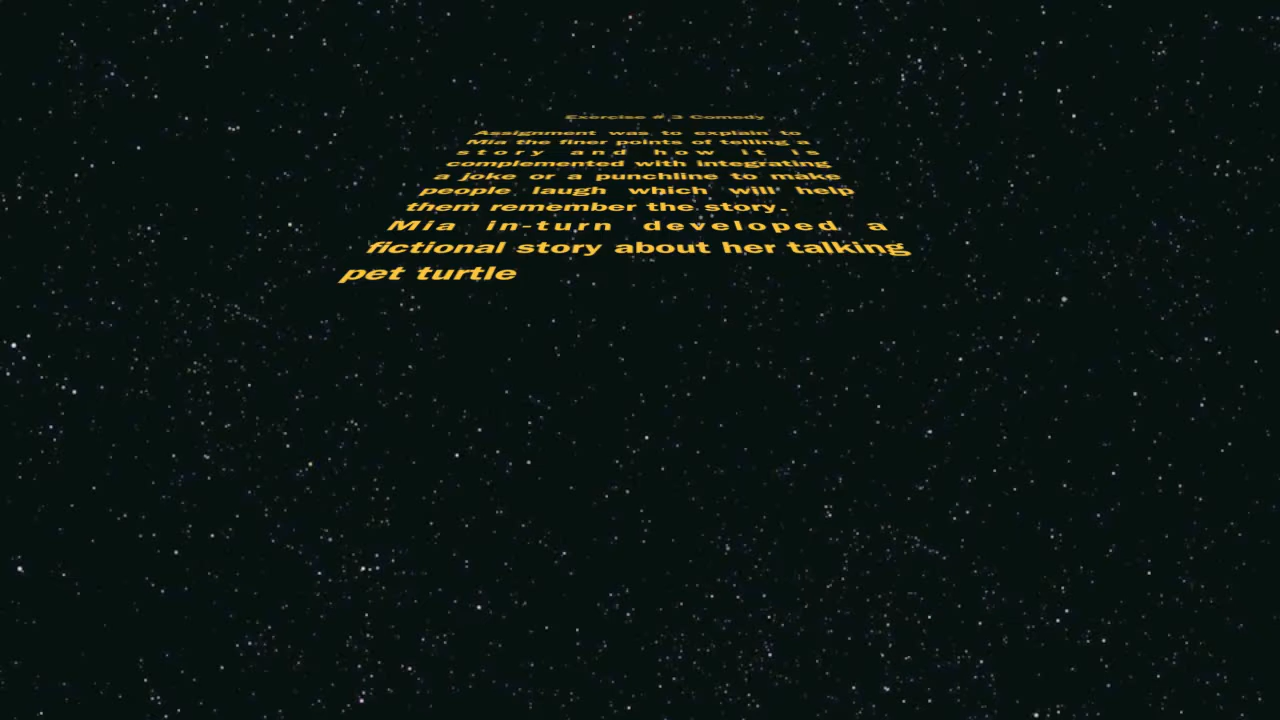 Exercise # 3 Comedy
Assignment was to explain to
Mia the finer points of telling a
story and how it is
complemented with integrating
a joke or a punchline to make
people laugh which will help
them remember the story.
Mia in-turn developed a
fictional story about her talking
pet turtle